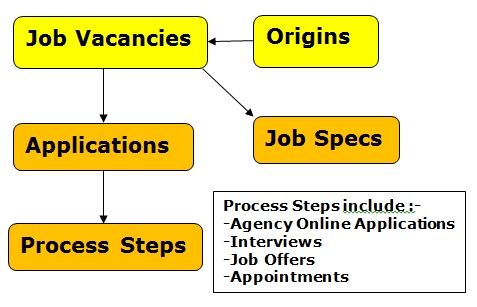 Job Vacancies
Origins
Applications
Job Specs
Process Steps
Process Steps include :-
-Agency Online Applications
-Interviews
-Job Offers
-Appointments